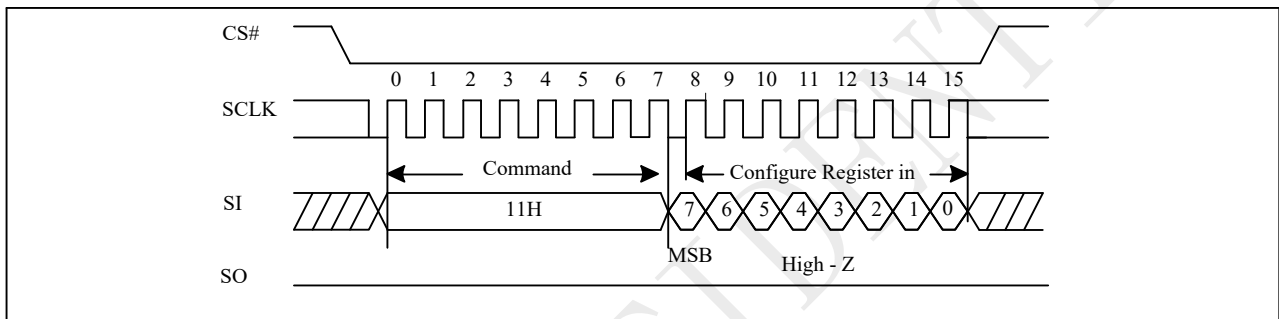 CS#
0 1 2 3 4 5 6 7 8 9 10 11 12 13 14 15
SCLK
Command
Configure Register in
SI
11H
7 6 5 4 3 2 1 0
MSB
High - Z
SO